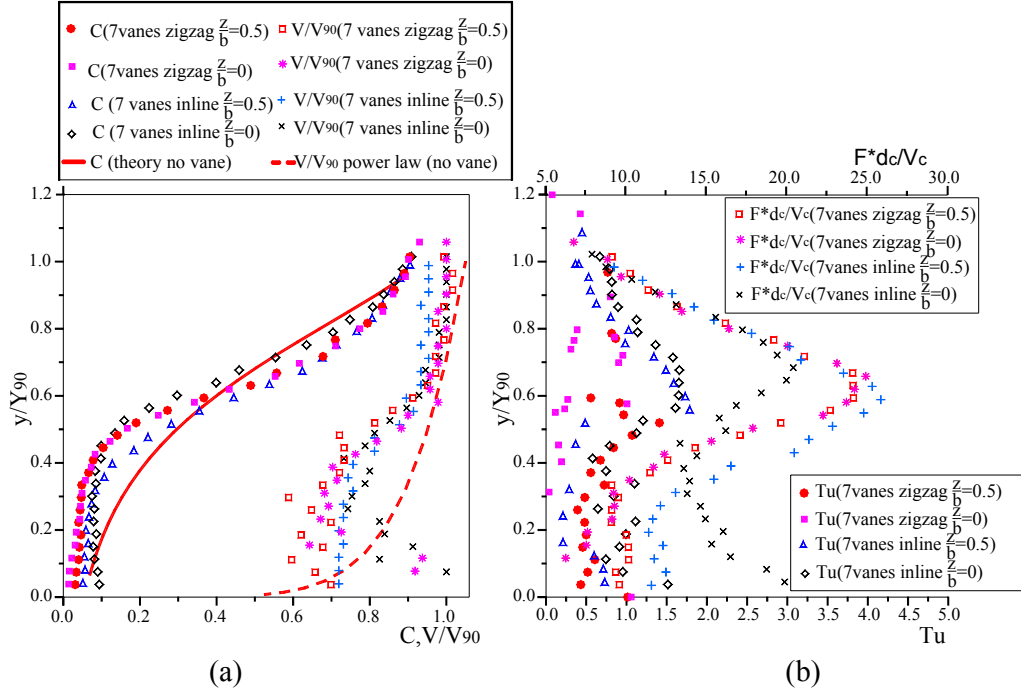 C(7vanes zigzag z/b=0.5)
C(7vanes zigzag z/b=0)
C (7 vanes inline z/b=0.5)
C (7 vanes inline z/b=0)
C (theory no vane)
V/V90(7 vanes zigzag z/b=0.5)
V/V90(7 vanes zigzag z/b=0)
V/V90(7 vanes inline z/b=0.5)
V/V90(7 vanes inline z/b=0)
V/V90 power law (no vane)
1.2
1.0
0.8
0.6
0.4
0.2
0.0
y/Y90
0.0 0.2 0.4 0.6 0.8 1.0
C,V/V90
(a)
F*dc/Vc
5.0 10.0 15.0 20.0 25.0 30.0
F*dc/Vc(7vanes zigzag z/b=0.5)
F*dc/Vc(7vanes zigzag z/b=0)
F*dc/Vc(7vanes inline z/b=0.5)
F*dc/Vc(7vanes inline z/b=0)
Tu(7vanes zigzag z/b=0.5)
Tu(7vanes zigzag z/b=0)
Tu(7vanes inline z/b=0.5)
Tu(7vanes inline z/b=0)
1.2
1.0
0.8
0.6
0.4
0.2
0.0
y/Y90
0.0 0.5 1.0 1.5 2.0 2.5 3.0 3.5 4.0 4.5 5.0
Tu
(b)